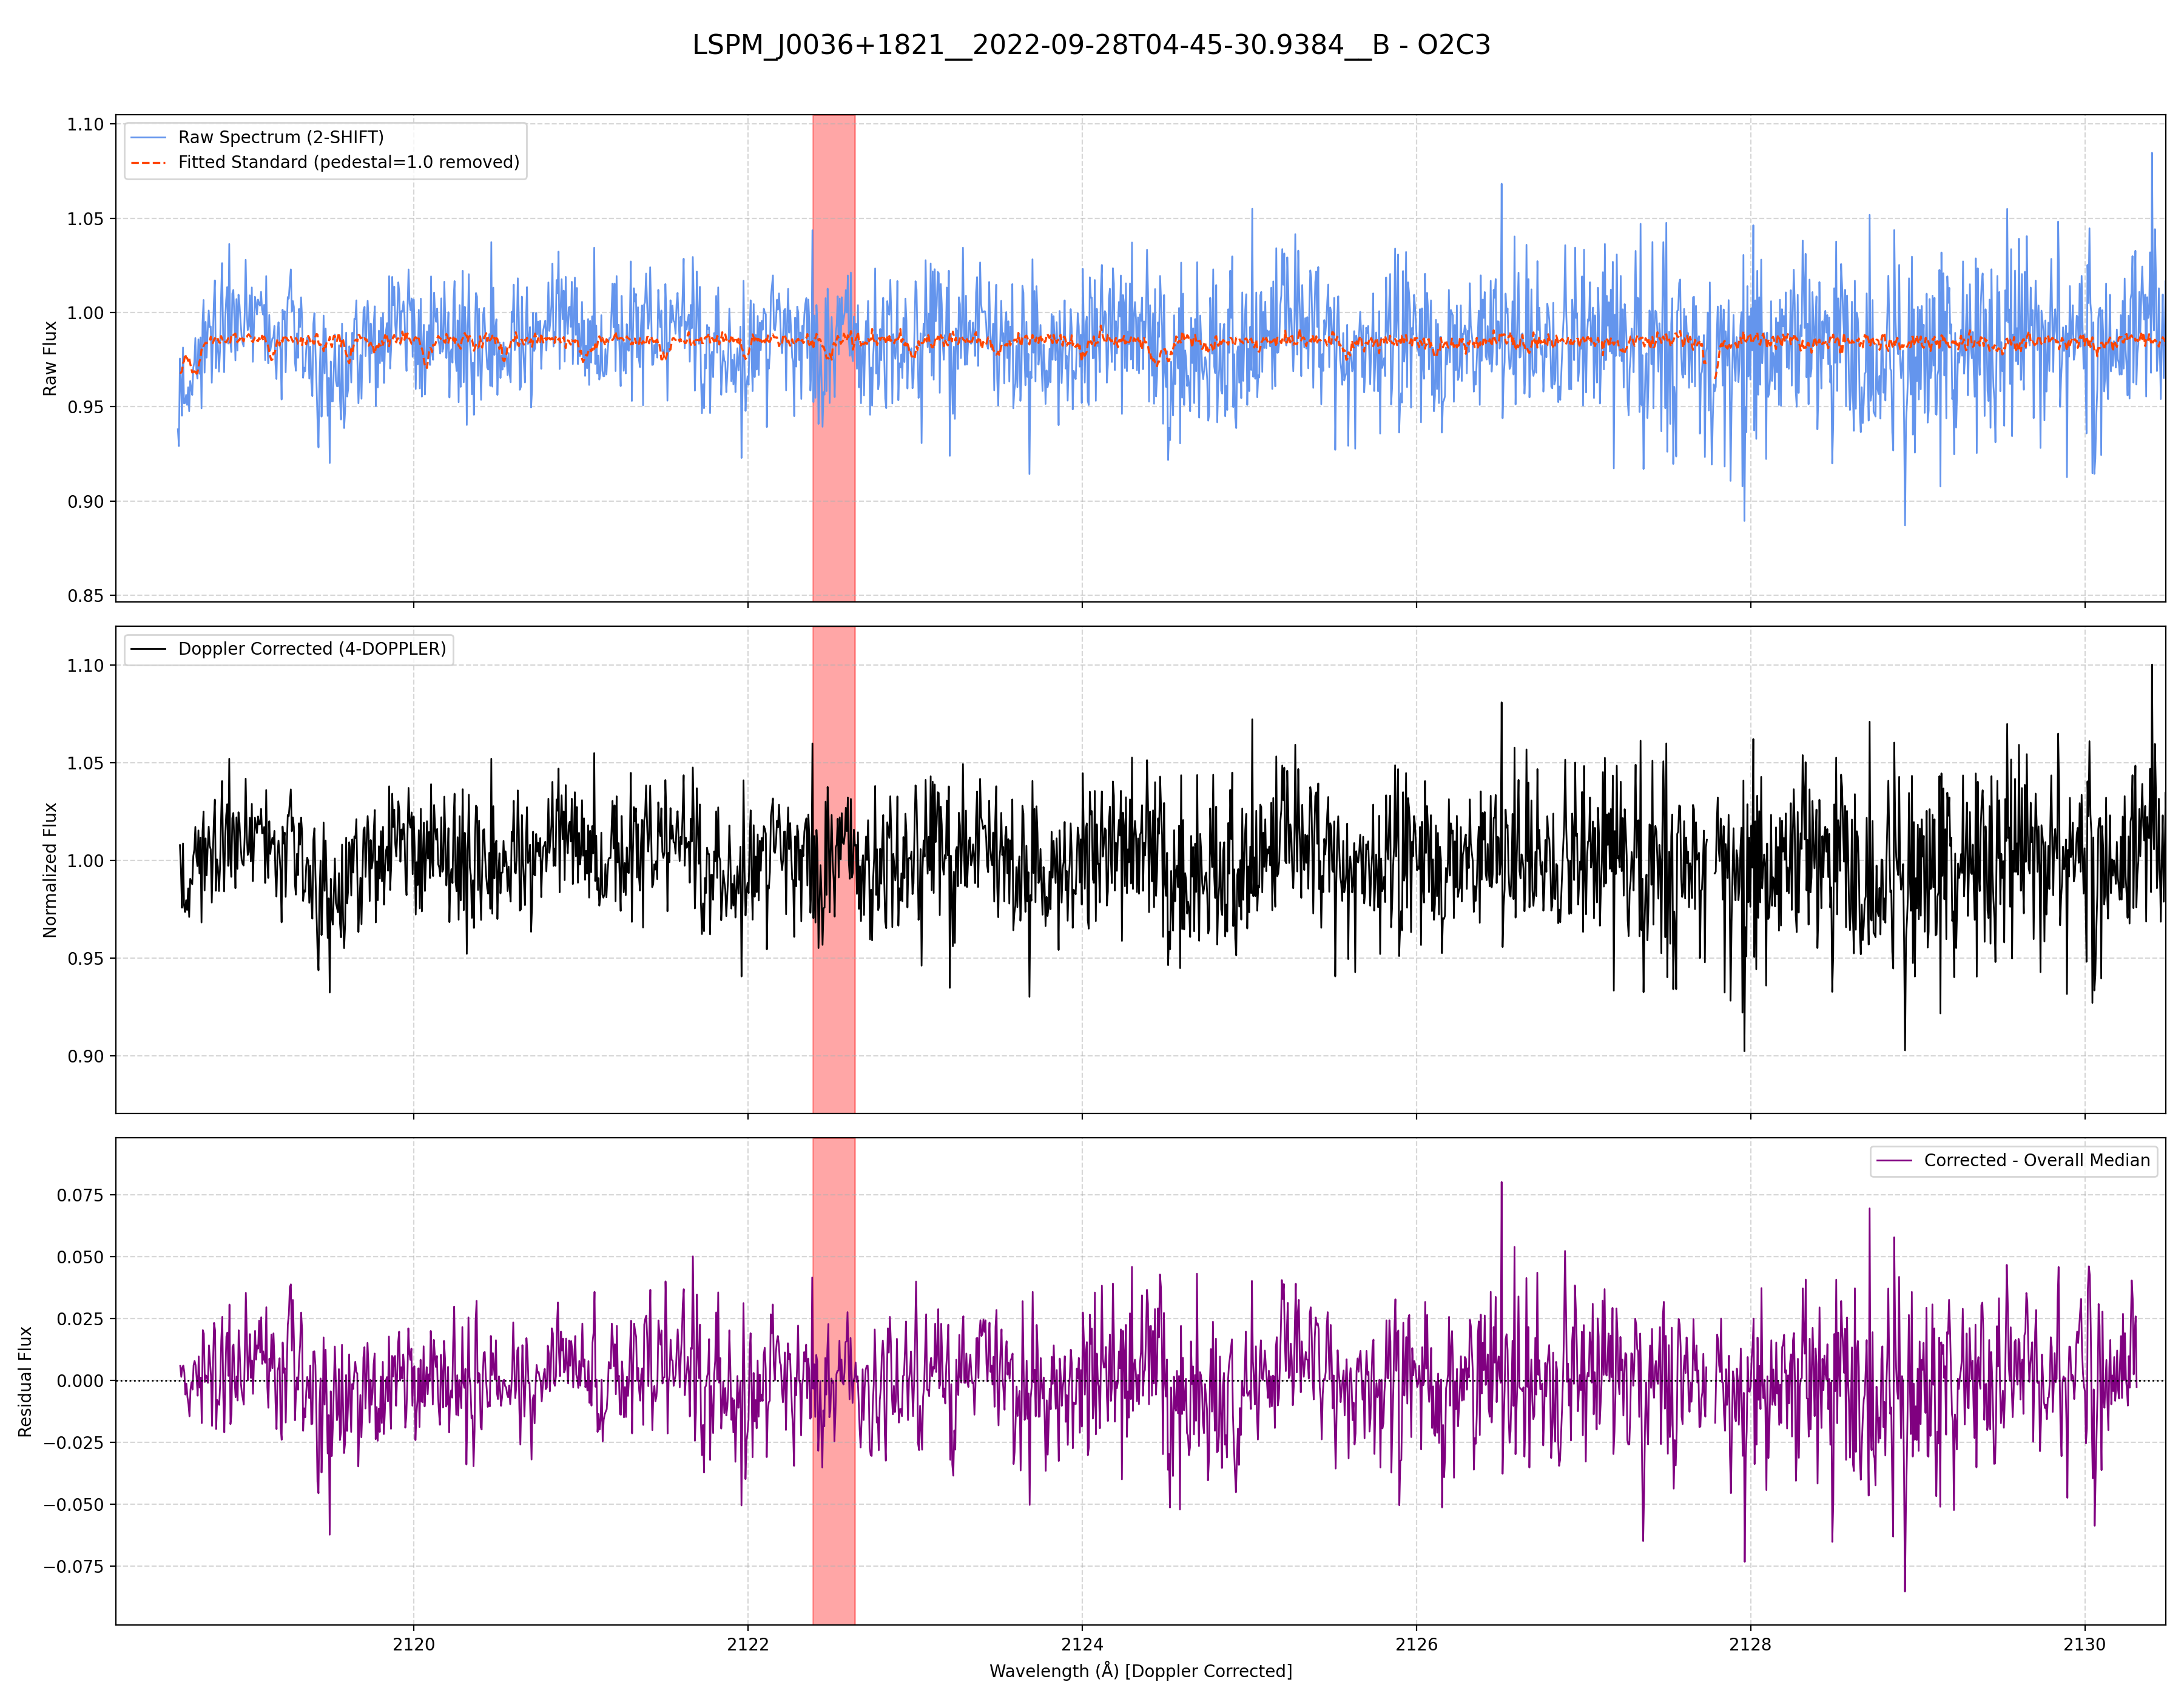 LSPM_J0036+1821__2022-09-28T04-45-30.9384__B - O2C3
Raw Spectrum (2-SHIFT)
Fitted Standard (pedestal=1.0 removed)
1.10
1.05
1.00
0.95
0.90
0.85
Raw Flux
Doppler Corrected (4-DOPPLER)
1.10
1.05
1.00
0.95
0.90
Normalized Flux
Corrected - Overall Median
0.075
0.050
0.025
0.000
−0.025
−0.050
−0.075
Residual Flux
2120
2122
2124
2126
2128
2130
Wavelength (Å) [Doppler Corrected]